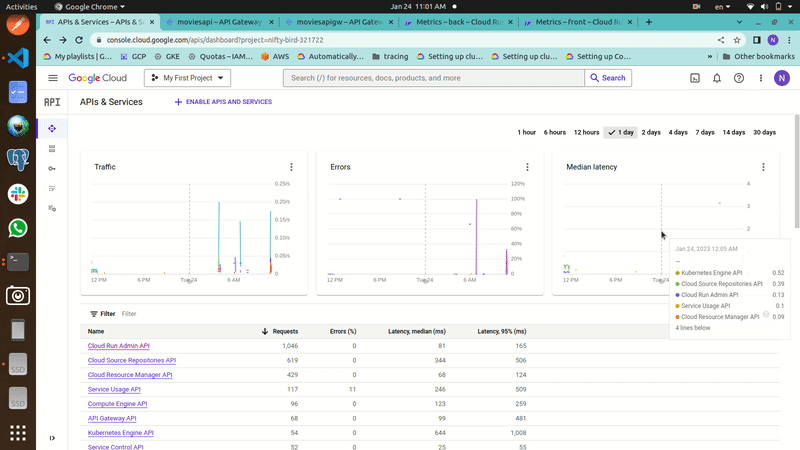 Activities
Google Chrome
Jan 24 11:01 AM
en
API APIs & Services – APIs & S
moviesapi – API Gateway
moviesapigw – API Gatew
Metrics – back – Cloud Run
Metrics – front – Cloud Run
console.cloud.google.com/apis/dashboard?project=nifty-bird-321722
N
My playlists | G...
GCP
GKE
Quotas – IAM...
AWS
Automatically...
tracing
Setting up clu...
Setting up clu...
Setting up Co...
»
Other bookmarks
Google Cloud
My First Project
Search (/) for resources, docs, products, and more
Search
N
API
APIs & Services
+ ENABLE APIS AND SERVICES
1 hour
6 hours
12 hours
1 day
2 days
4 days
7 days
14 days
30 days
Traffic
0.25%
0.20%
0.15%
0.10%
0.05%
0
12 PM
6 PM
6 AM
Errors
120%
100%
80%
60%
40%
20%
0
12 PM
6 PM
Tue 24
6 AM
Median latency
4
3
2
12 PM
6 PM
Jan 24, 2023 12:05 AM
--
Kubernetes Engine API 0.52
Cloud Source Repositories API 0.39
Cloud Run Admin API 0.13
Service Usage API 0.1
Cloud Resource Manager API 0.09
4 lines below
Filter
Filter
Name Requests Errors (%) Latency, median (ms) Latency, 95% (ms)
Cloud Run Admin API 1,046 0 81 165
Cloud Source Repositories API 619 0 344 506
Cloud Resource Manager API 429 0 68 124
Service Usage API 117 11 246 509
Compute Engine API 96 0 123 259
API Gateway API 68 0 99 481
Kubernetes Engine API 54 0 644 1,008
Service Control API 52 0 25 55
SSD
SSD